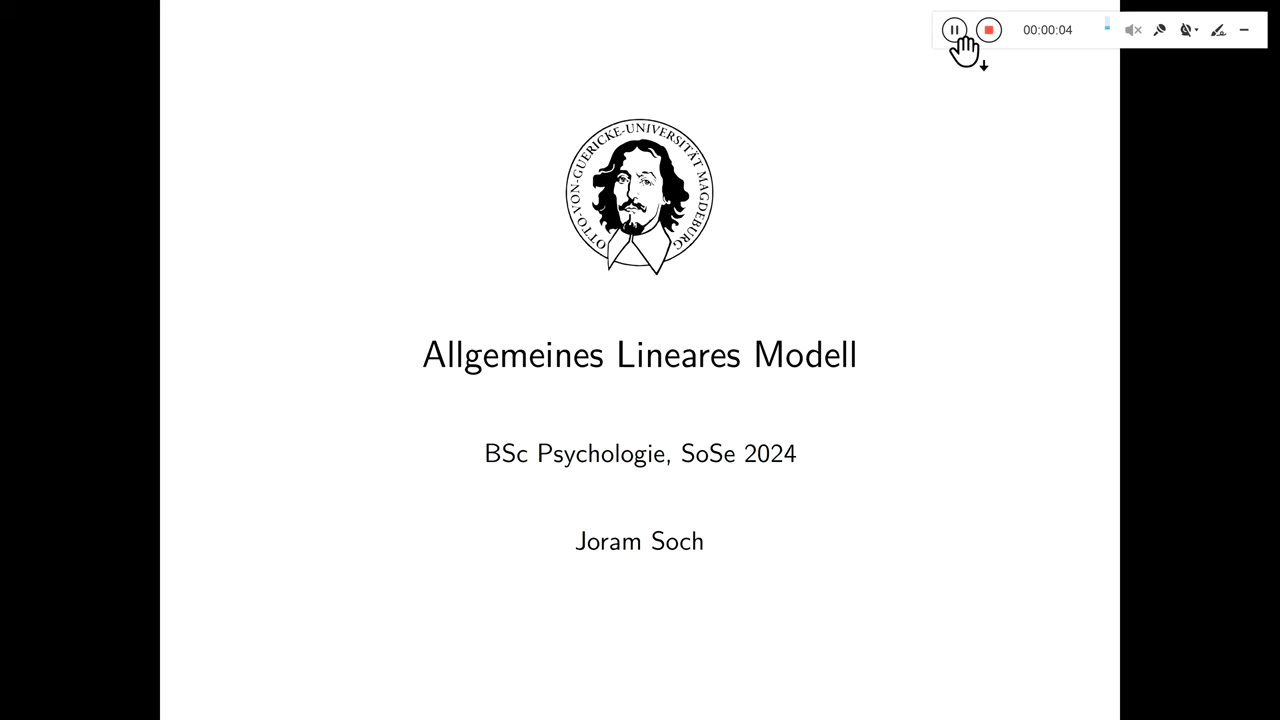 00:00:04
OTTO-VON-GUERICKE-UNIVERSITÄT MAGDEBURG
Allgemeines Lineares Modell
BSc Psychologie, SoSe 2024
Joram Soch